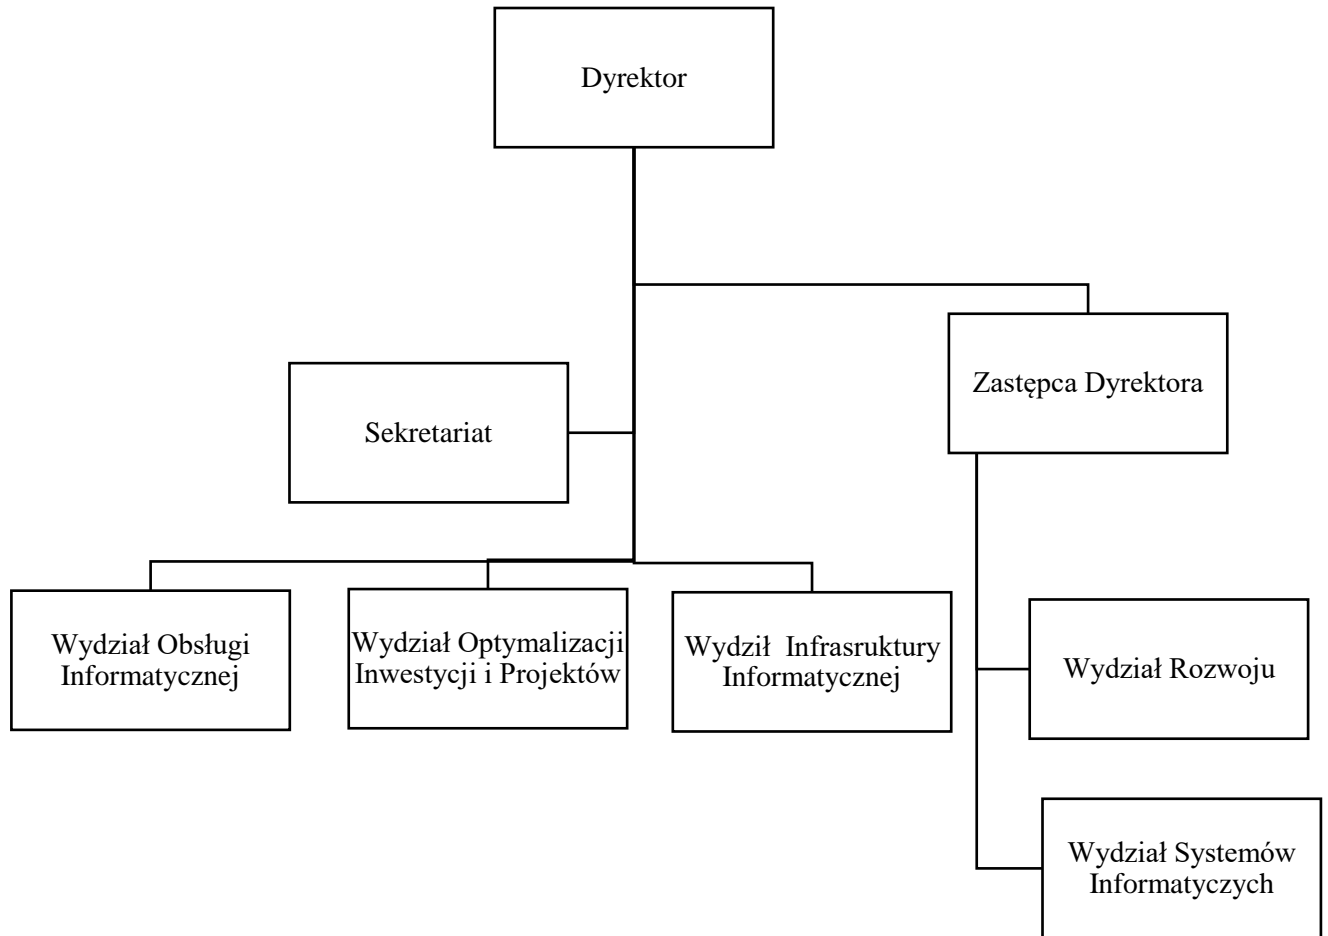 Dyrektor
Zastępca Dyrektora
Sekretariat
Wydział Obsługi
Informatycznej
Wydział Optymalizacji
Inwestycji i Projektów
Wydził  Infrasruktury
Informatycznej
Wydział Rozwoju
Wydział Systemów
Informatyczych